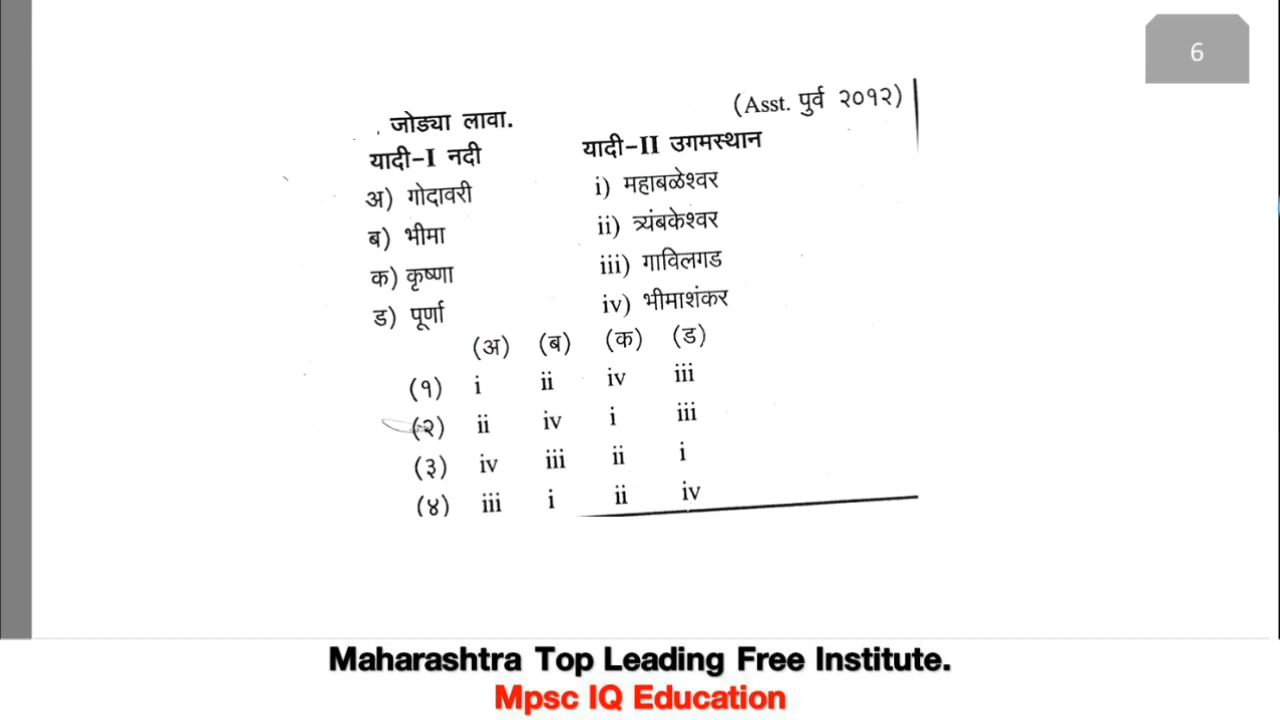 6
(Asst. पुर्व २०१२)
जोड्या लावा.
यादी-I नदी यादी-II उगमस्थान
अ) गोदावरी i) महाबळेश्वर
ब) भीमा ii) त्र्यंबकेश्वर
क) कृष्णा iii) गाविलगड
ड) पूर्णा iv) भीमाशंकर
(अ) (ब) (क) (ड)
(१) i ii iv iii
(२) ii iv i iii
(३) iv iii ii i
(४) iii i ii iv
Maharashtra Top Leading Free Institute.
Mpsc IQ Education